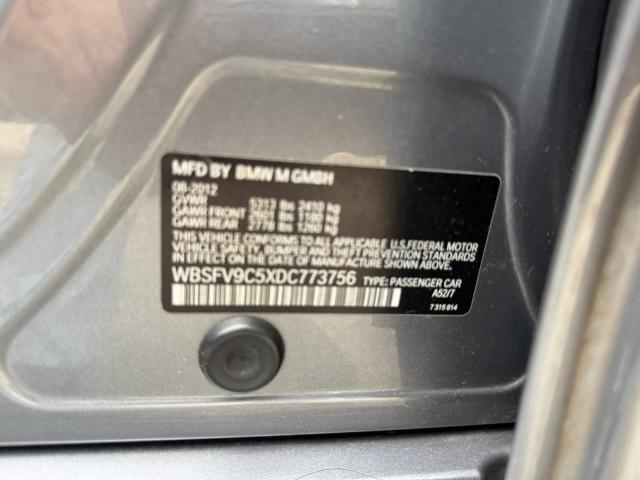 MFD BY BMW M GMBH
08-2012
GVWR 5313 lbs 2410 kg
GAWR FRONT 2601 lbs 1180 kg
GAWR REAR 2778 lbs 1260 kg
THIS VEHICLE CONFORMS TO ALL APPLICABLE U.S. FEDERAL MOTOR
VEHICLE SAFETY, BUMPER AND THEFT PREVENTION STANDARDS
IN EFFECT ON THE DATE OF MANUFACTURE SHOWN ABOVE.
WBSFV9C5XDC773756 TYPE: PASSENGER CAR
A52/7
7 315 814